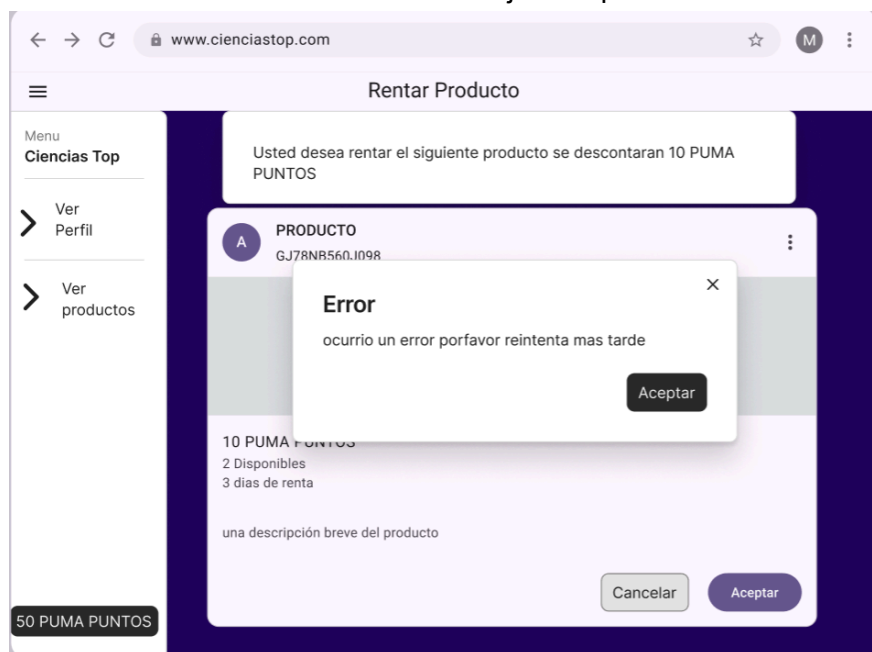 www.cienciastop.com
M
Rentar Producto
Menu
Ciencias Top
Ver
Perfil
Ver
productos
50 PUMA PUNTOS
Usted desea rentar el siguiente producto se descontaran 10 PUMA
PUNTOS
A
PRODUCTO
GJ78NB560J098
Error
ocurrio un error porfavor reintenta mas tarde
Aceptar
10 PUMA PUNTOS
2 Disponibles
3 dias de renta
una descripción breve del producto
Cancelar
Aceptar